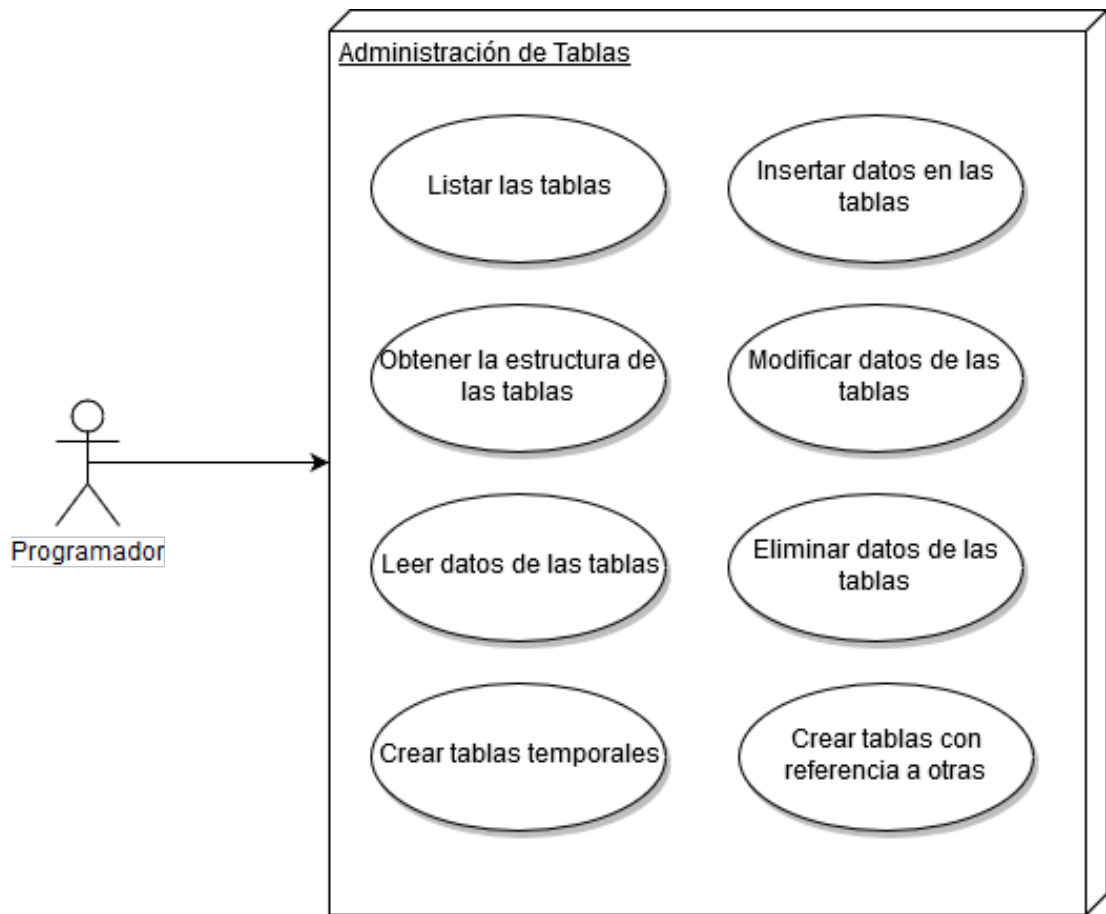 Administración de Tablas
Listar las tablas
Insertar datos en las
tablas
Obtener la estructura de
las tablas
Modificar datos de las
tablas
Programador
Leer datos de las tablas
Eliminar datos de las
tablas
Crear tablas temporales
Crear tablas con
referencia a otras